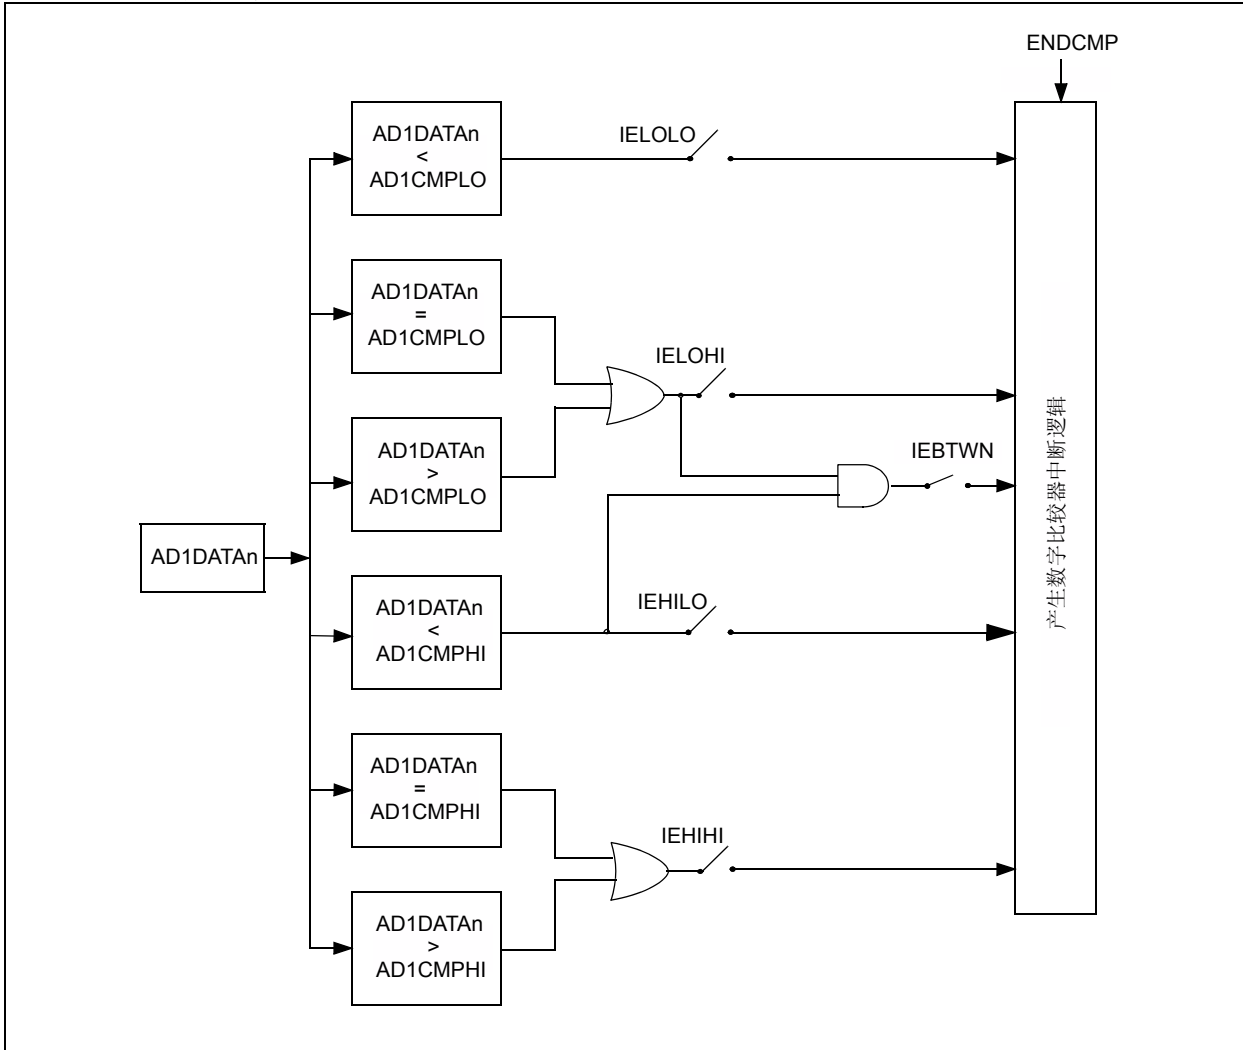 ENDCMP
AD1DATAn
<
AD1CMPLO
IELOLO
AD1DATAn
=
AD1CMPLO
IELOHI
AD1DATAn
>
AD1CMPLO
IEBTWN
AD1DATAn
AD1DATAn
<
AD1CMPHI
IEHILO
产生数字比较器中断逻辑
AD1DATAn
=
AD1CMPHI
IEHIHI
AD1DATAn
>
AD1CMPHI